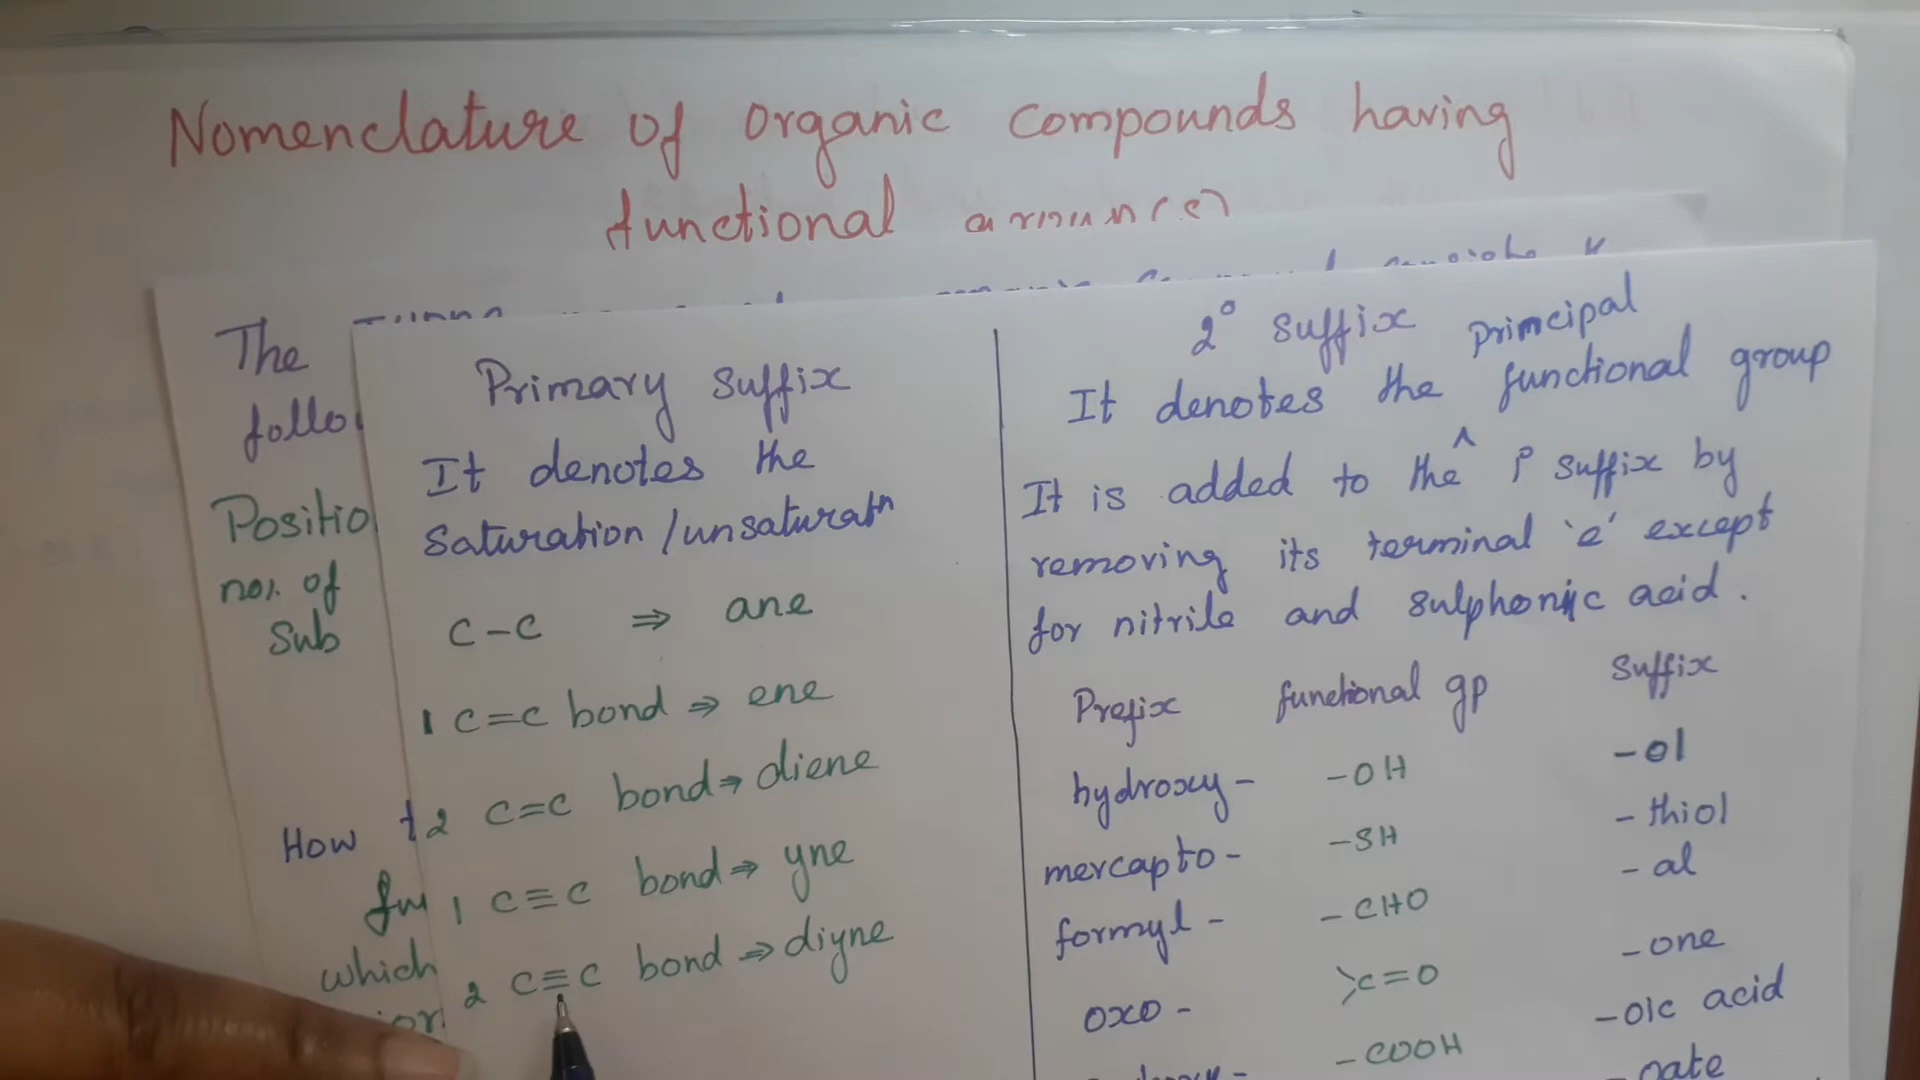 Nomenclature of organic compounds having
functional
The
follo
Positio
no. of
Sub
How t
fun
which
ior
Primary suffix
It denotes the
Saturation /unsaturatn
C-C ⇒ ane
1 C=C bond ⇒ ene
2 C=C bond ⇒ diene
1 C≡C bond ⇒ yne
2 C≡C bond ⇒ diyne
2° suffix
It denotes the principal functional group
It is added to the ^ 1° suffix by
removing its terminal 'e' except
for nitrile and sulphonic acid.
Prefix functional gp suffix
hydroxy- -OH -ol
mercapto- -SH -thiol
formyl- -CHO -al
oxo- >C=O -one
-COOH -oic acid
oate